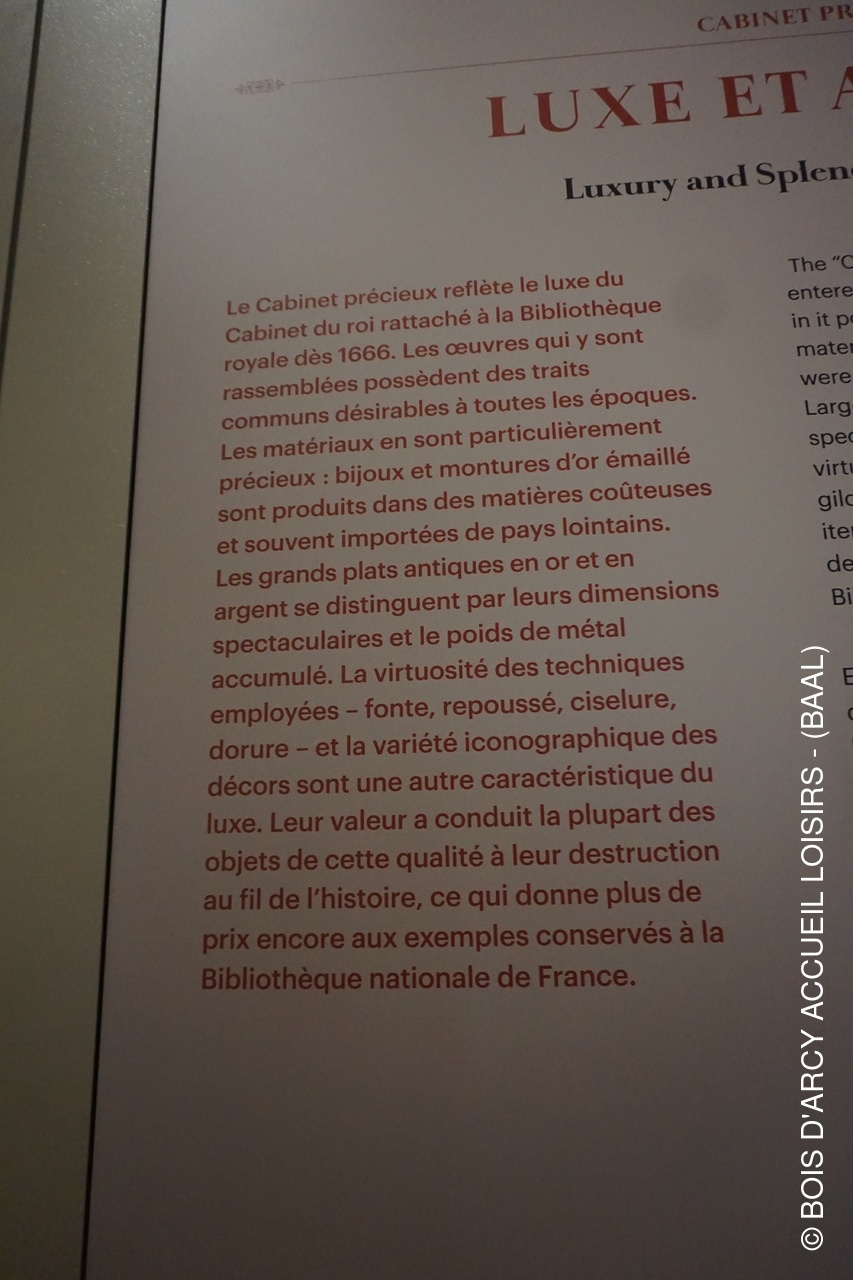 CABINET
LUXE ET
Luxury and
Le Cabinet précieux reflète le luxe du
Cabinet du roi rattaché à la Bibliothèque
royale dès 1666. Les œuvres qui y sont
rassemblées possèdent des traits
communs désirables à toutes les époques.
Les matériaux en sont particulièrement
précieux : bijoux et montures d'or émaillé
sont produits dans des matières coûteuses
et souvent importées de pays lointains.
Les grands plats antiques en or et en
argent se distinguent par leurs dimensions
spectaculaires et le poids de métal
accumulé. La virtuosité des techniques
employées – fonte, repoussé, ciselure,
dorure – et la variété iconographique des
décors sont une autre caractéristique du
luxe. Leur valeur a conduit la plupart des
objets de cette qualité à leur destruction
au fil de l'histoire, ce qui donne plus de
prix encore aux exemples conservés à la
Bibliothèque nationale de France.
The
in it
were
© BOIS D'ARCY ACCUEIL LOISIRS - (BAAL)